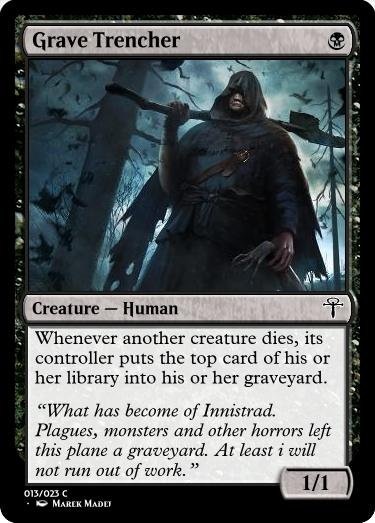 Grave Trencher
Creature — Human
Whenever another creature dies, its
controller puts the top card of his or
her library into his or her graveyard.
“What has become of Innistrad.
Plagues, monsters and other horrors left
this plane a graveyard. At least i will
not run out of work.”
1/1
013/023 C
· Marek Madej